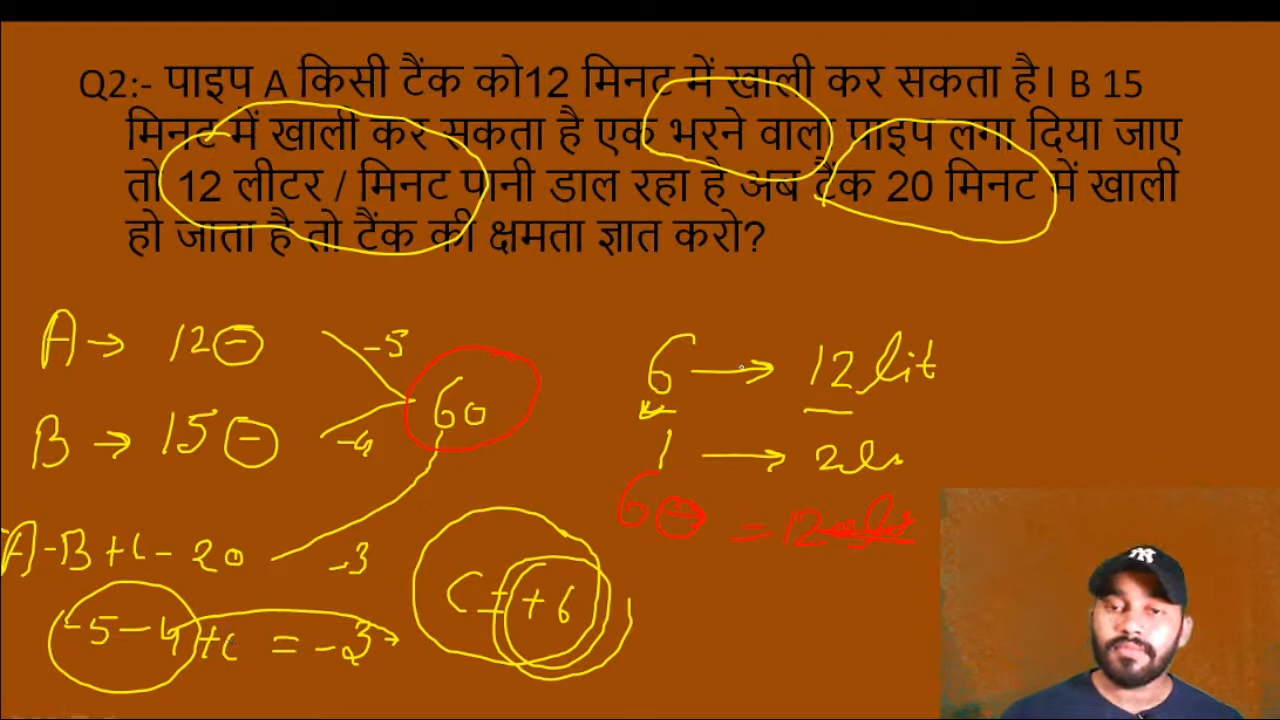 Q2:- पाइप A किसी टैंक को12 मिनट में खाली कर सकता है। B 15
मिनट में खाली कर सकता है एक भरने वाला पाइप लगा दिया जाए
तो 12 लीटर / मिनट पानी डाल रहा हे अब टैंक 20 मिनट में खाली
हो जाता है तो टैंक की क्षमता ज्ञात करो?
A → 12 -
-5
60
B → 15 -
-4
A-B+C- 20
-3
-5-4+c = -3
C = +6
6 → 12 lit
1 →
60 →